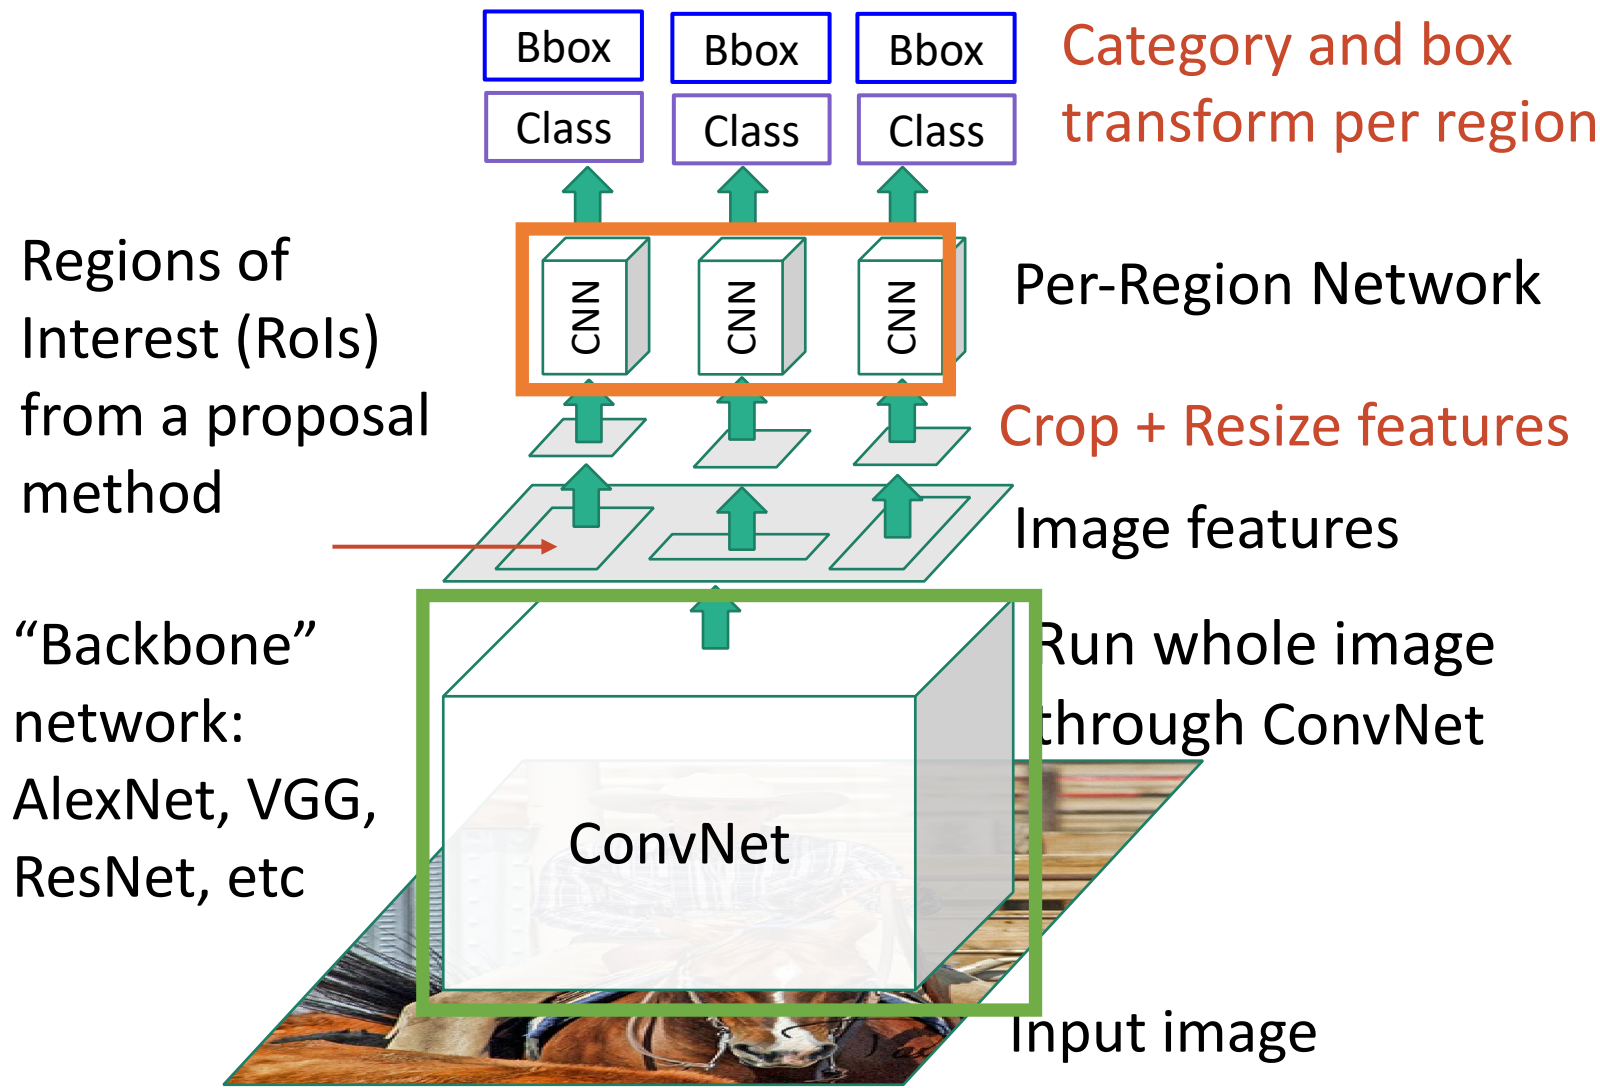 Bbox
Bbox
Bbox
Category and box
transform per region
Class
Class
Class
Regions of
Interest (RoIs)
from a proposal
method
CNN
CNN
CNN
Per-Region Network
Crop + Resize features
Image features
“Backbone”
network:
AlexNet, VGG,
ResNet, etc
Run whole image
through ConvNet
ConvNet
Input image